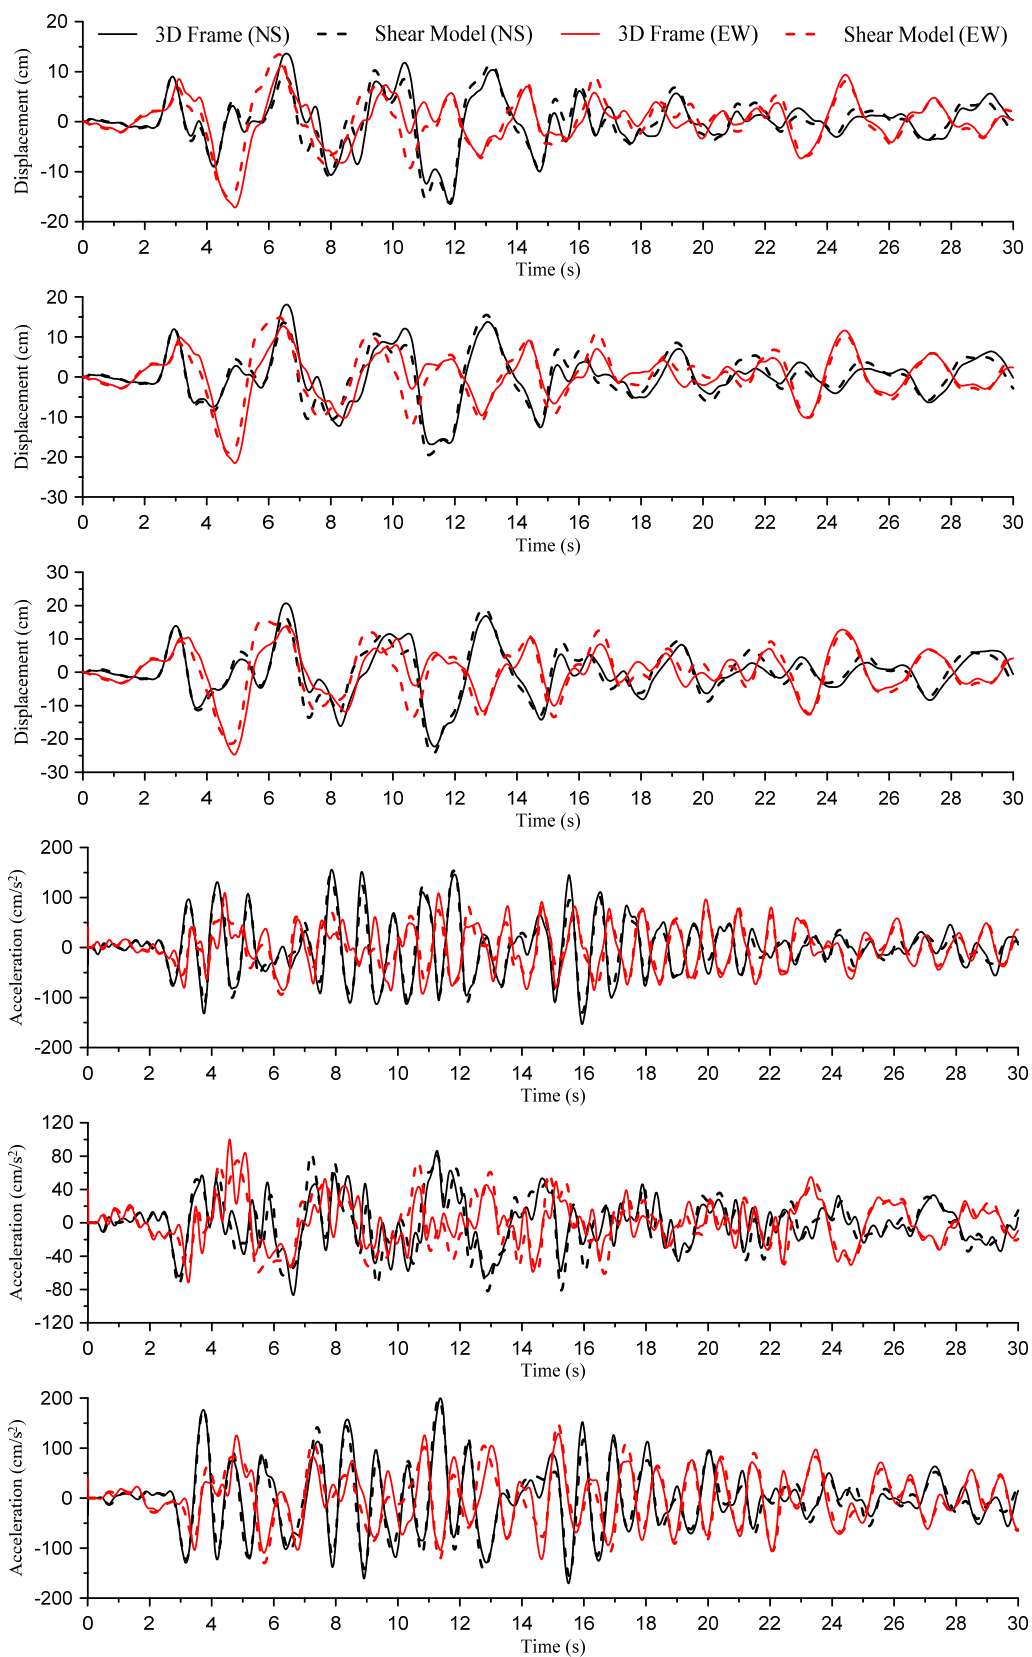 20
3D Frame (NS) Shear Model (NS) 3D Frame (EW) Shear Model (EW)
10
0
-10
-20
Displacement (cm)
0 2 4 6 8 10 12 14 16 18 20 22 24 26 28 30
Time (s)
20
10
0
-10
-20
-30
Displacement (cm)
0 2 4 6 8 10 12 14 16 18 20 22 24 26 28 30
Time (s)
30
20
10
0
-10
-20
-30
Displacement (cm)
0 2 4 6 8 10 12 14 16 18 20 22 24 26 28 30
Time (s)
200
100
0
-100
-200
Acceleration (cm/s²)
0 2 4 6 8 10 12 14 16 18 20 22 24 26 28 30
Time (s)
120
80
40
0
-40
-80
-120
Acceleration (cm/s²)
0 2 4 6 8 10 12 14 16 18 20 22 24 26 28 30
Time (s)
200
100
0
-100
-200
Acceleration (cm/s²)
0 2 4 6 8 10 12 14 16 18 20 22 24 26 28 30
Time (s)